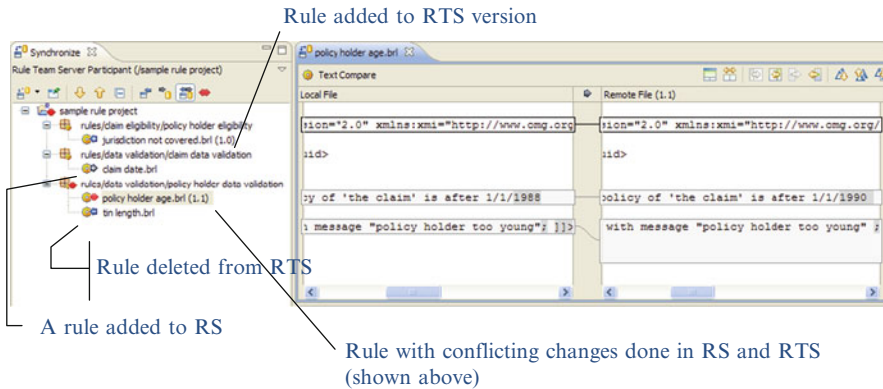 Rule added to RTS version
Synchronize
policy holder age.brl
Rule Team Server Participant (/sample rule project)
Text Compare
Local File
Remote File (1.1)
sample rule project
rules/claim eligibility/policy holder eligibility
jurisdiction not covered.brl (1.0)
rules/data validation/claim data validation
claim date.brl
rules/data validation/policy holder data validation
policy holder age.brl (1.1)
tin length.brl
sion="2.0" xmlns:xmi="http://www.omg.org
sion="2.0" xmlns:xmi="http://www.omg.org/
uid>
uid>
cy of 'the claim' is after 1/1/1988
policy of 'the claim' is after 1/1/1990
n message "policy holder too young"; ]]>
with message "policy holder too young" ;
Rule deleted from RTS
A rule added to RS
Rule with conflicting changes done in RS and RTS
(shown above)